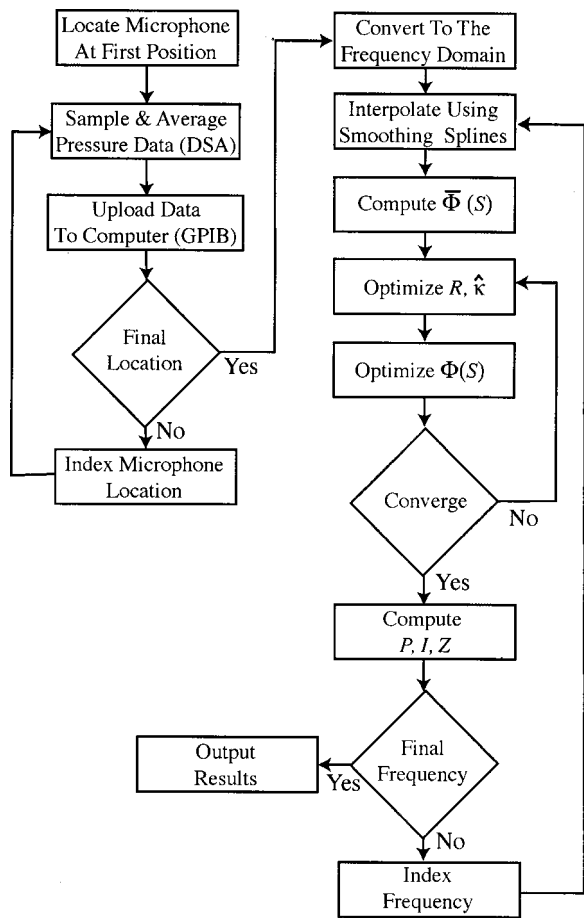 Locate Microphone
At First Position
Sample & Average
Pressure Data (DSA)
Upload Data
To Computer (GPIB)
Final
Location
Yes
No
Index Microphone
Location
Convert To The
Frequency Domain
Interpolate Using
Smoothing Splines
Compute Φ̅ (S)
Optimize R, κ̂
Optimize Φ(S)
Converge
No
Yes
Compute
P, I, Z
Final
Frequency
Yes
No
Output
Results
Index
Frequency